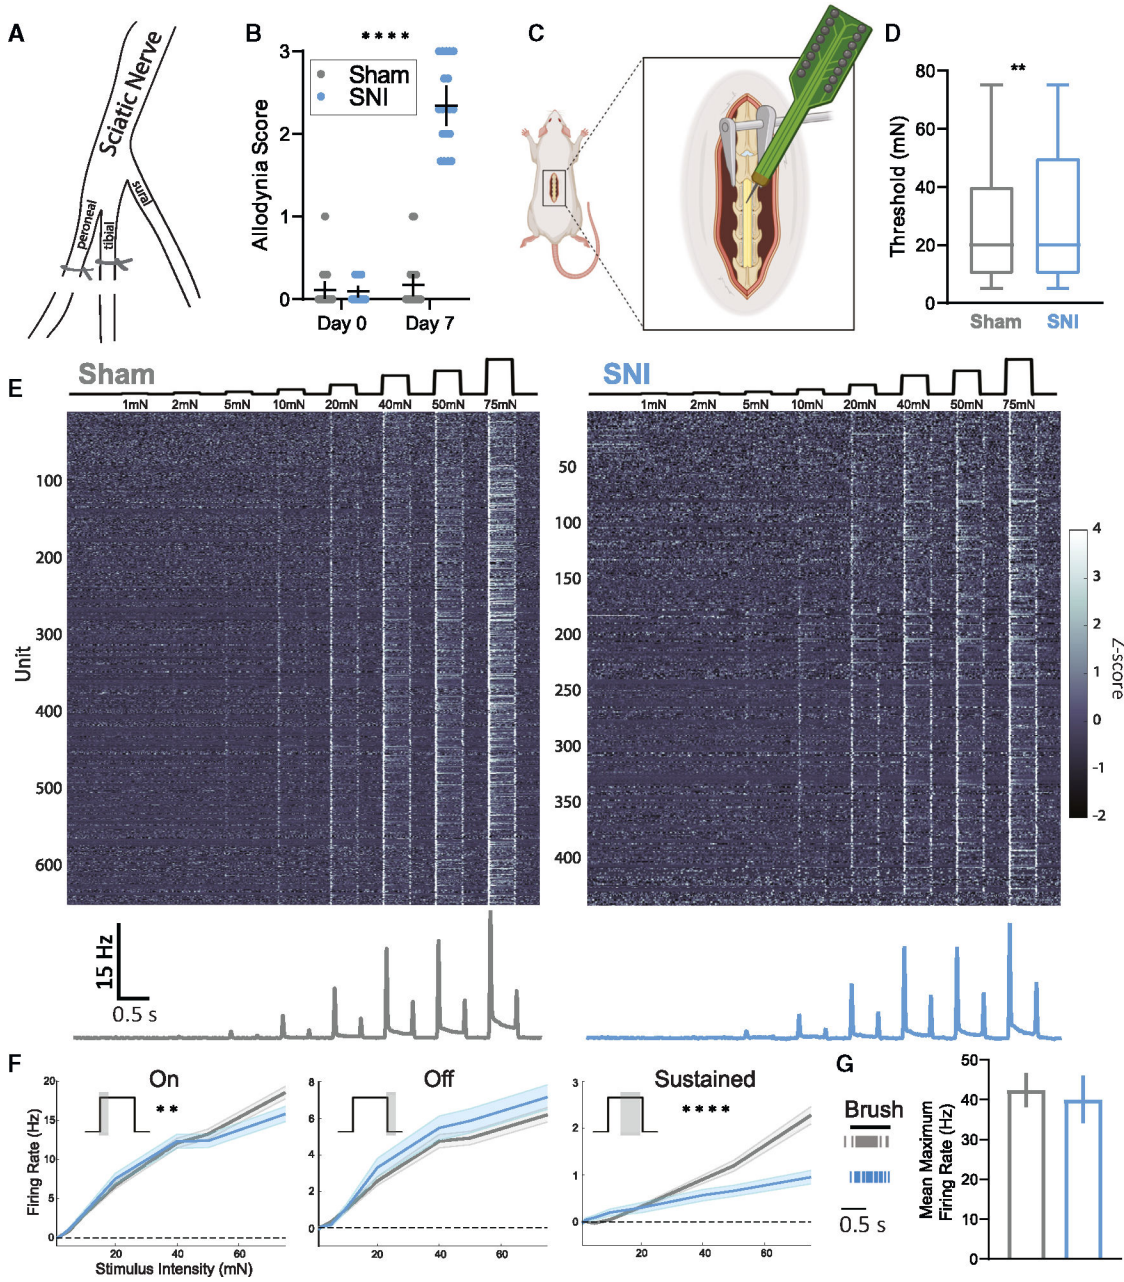 A
Sciatic Nerve
peroneal
tibial
sural
B
****
Allodynia Score
3
2
1
0
Sham
SNI
Day 0
Day 7
C
D
**
Threshold (mN)
80
60
40
20
0
Sham
SNI
E
Sham
1mN 2mN 5mN 10mN 20mN 40mN 50mN 75mN
Unit
100
200
300
400
500
600
15 Hz
0.5 s
SNI
1mN 2mN 5mN 10mN 20mN 40mN 50mN 75mN
50
100
150
200
250
300
350
400
4
3
2
1
0
-1
-2
Z-score
F
On
**
Firing Rate (Hz)
20
15
10
5
0
20 40 60
Stimulus Intensity (mN)
Off
8
6
4
2
0
20 40 60
Sustained
****
3
2
1
0
20 40 60
G
Brush
0.5 s
Mean Maximum
Firing Rate (Hz)
50
40
30
20
10
0